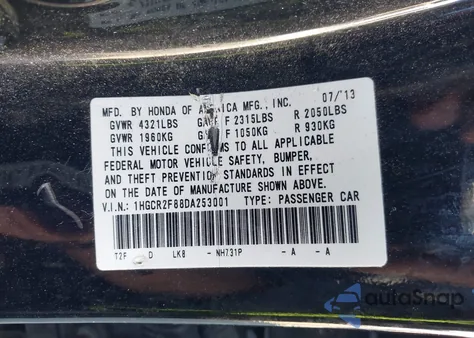 MFD. BY HONDA OF AMERICA MFG., INC. 07/'13
GVWR 4321LBS GAWR F 2315LBS R 2050LBS
GVWR 1960KG GAWR F 1050KG R 930KG
THIS VEHICLE CONFORMS TO ALL APPLICABLE
FEDERAL MOTOR VEHICLE SAFETY, BUMPER,
AND THEFT PREVENTION STANDARDS IN EFFECT
ON THE DATE OF MANUFACTURE SHOWN ABOVE.
V.I.N.: 1HGCR2F88DA253001 TYPE: PASSENGER CAR
T2F D LK8 -NH731P -A -A
autoSnap